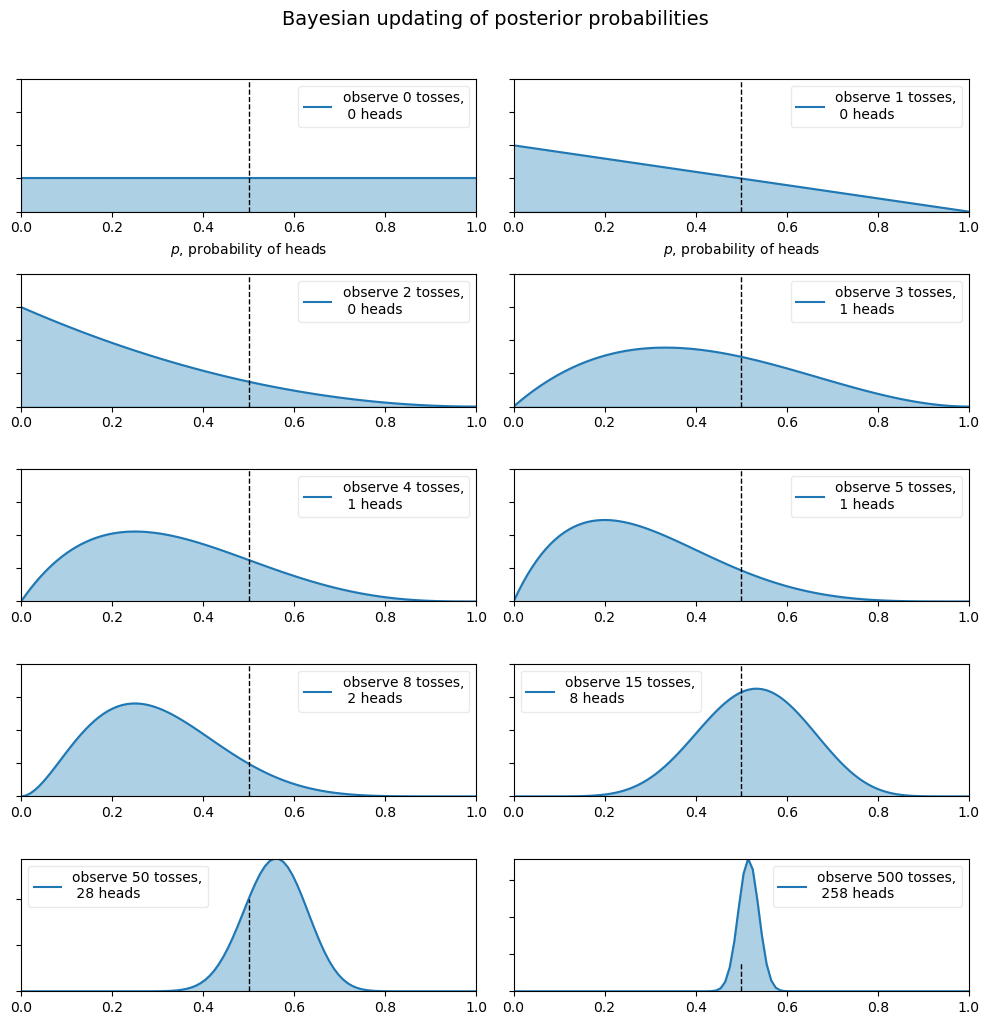 Bayesian updating of posterior probabilities
observe 0 tosses,
0 heads
0.0 0.2 0.4 0.6 0.8 1.0
p, probability of heads
observe 1 tosses,
0 heads
0.0 0.2 0.4 0.6 0.8 1.0
p, probability of heads
observe 2 tosses,
0 heads
0.0 0.2 0.4 0.6 0.8 1.0
observe 3 tosses,
1 heads
0.0 0.2 0.4 0.6 0.8 1.0
observe 4 tosses,
1 heads
0.0 0.2 0.4 0.6 0.8 1.0
observe 5 tosses,
1 heads
0.0 0.2 0.4 0.6 0.8 1.0
observe 8 tosses,
2 heads
0.0 0.2 0.4 0.6 0.8 1.0
observe 15 tosses,
8 heads
0.0 0.2 0.4 0.6 0.8 1.0
observe 50 tosses,
28 heads
0.0 0.2 0.4 0.6 0.8 1.0
observe 500 tosses,
258 heads
0.0 0.2 0.4 0.6 0.8 1.0